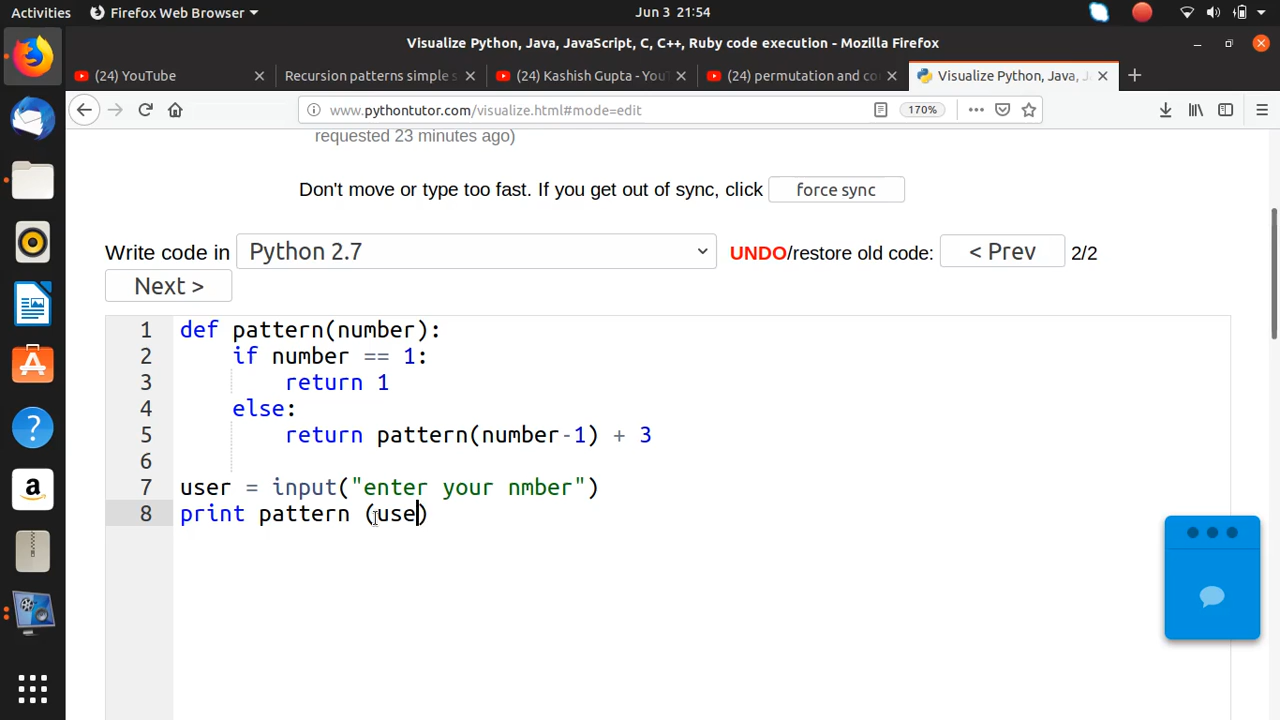 Activities Firefox Web Browser Jun 3 21:54
Visualize Python, Java, JavaScript, C, C++, Ruby code execution - Mozilla Firefox
(24) YouTube Recursion patterns simple s (24) Kashish Gupta - You (24) permutation and co Visualize Python, Java, J
www.pythontutor.com/visualize.html#mode=edit 170%
requested 23 minutes ago)
Don't move or type too fast. If you get out of sync, click force sync
Write code in Python 2.7 UNDO/restore old code: < Prev 2/2
Next >
1 def pattern(number):
2 if number == 1:
3 return 1
4 else:
5 return pattern(number-1) + 3
6
7 user = input("enter your nmber")
8 print pattern (use)